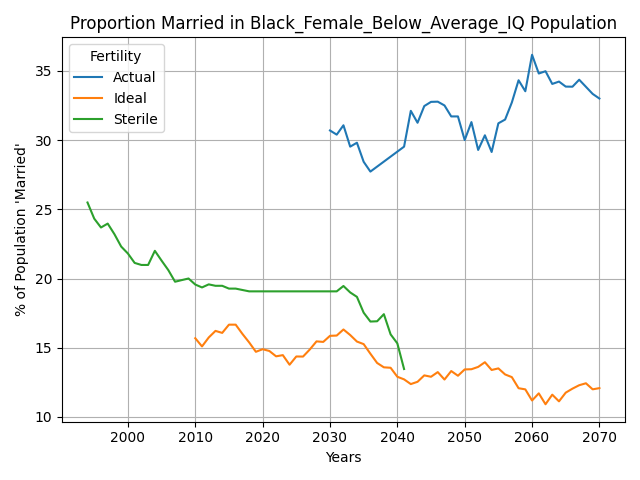 Proportion Married in Black_Female_Below_Average_IQ Population
Fertility
Actual
Ideal
Sterile
% of Population 'Married'
35
30
25
20
15
10
2000 2010 2020 2030 2040 2050 2060 2070
Years